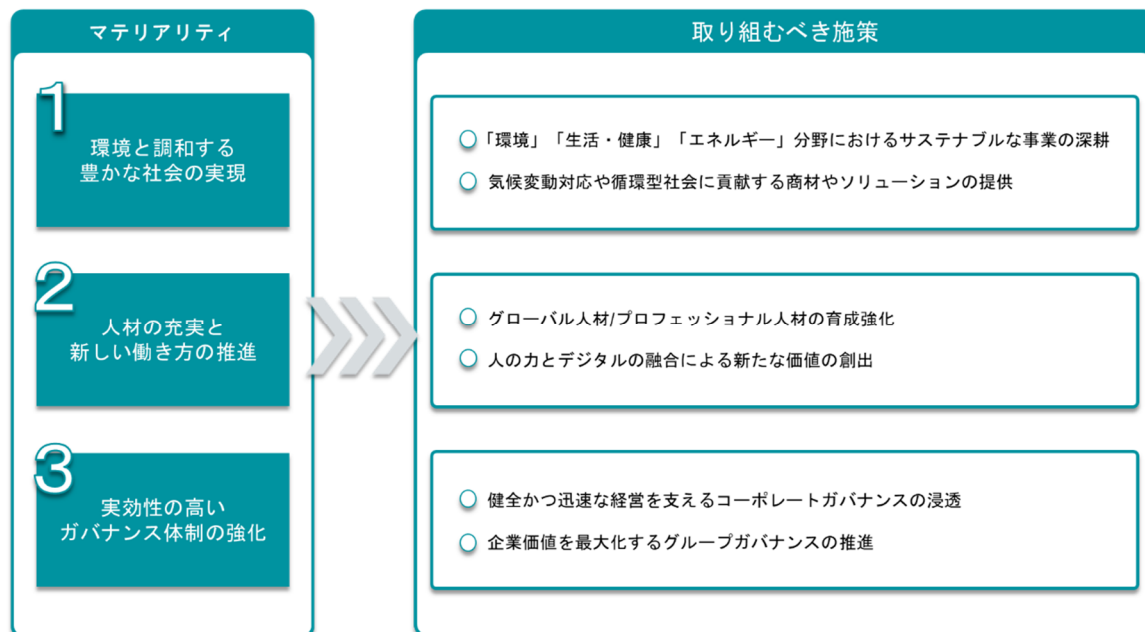 マテリアリティ
取り組むべき施策
1
環境と調和する
豊かな社会の実現
「環境」「生活・健康」「エネルギー」分野におけるサステナブルな事業の深耕
気候変動対応や循環型社会に貢献する商材やソリューションの提供
2
人材の充実と
新しい働き方の推進
グローバル人材/プロフェッショナル人材の育成強化
人の力とデジタルの融合による新たな価値の創出
3
実効性の高い
ガバナンス体制の強化
健全かつ迅速な経営を支えるコーポレートガバナンスの浸透
企業価値を最大化するグループガバナンスの推進